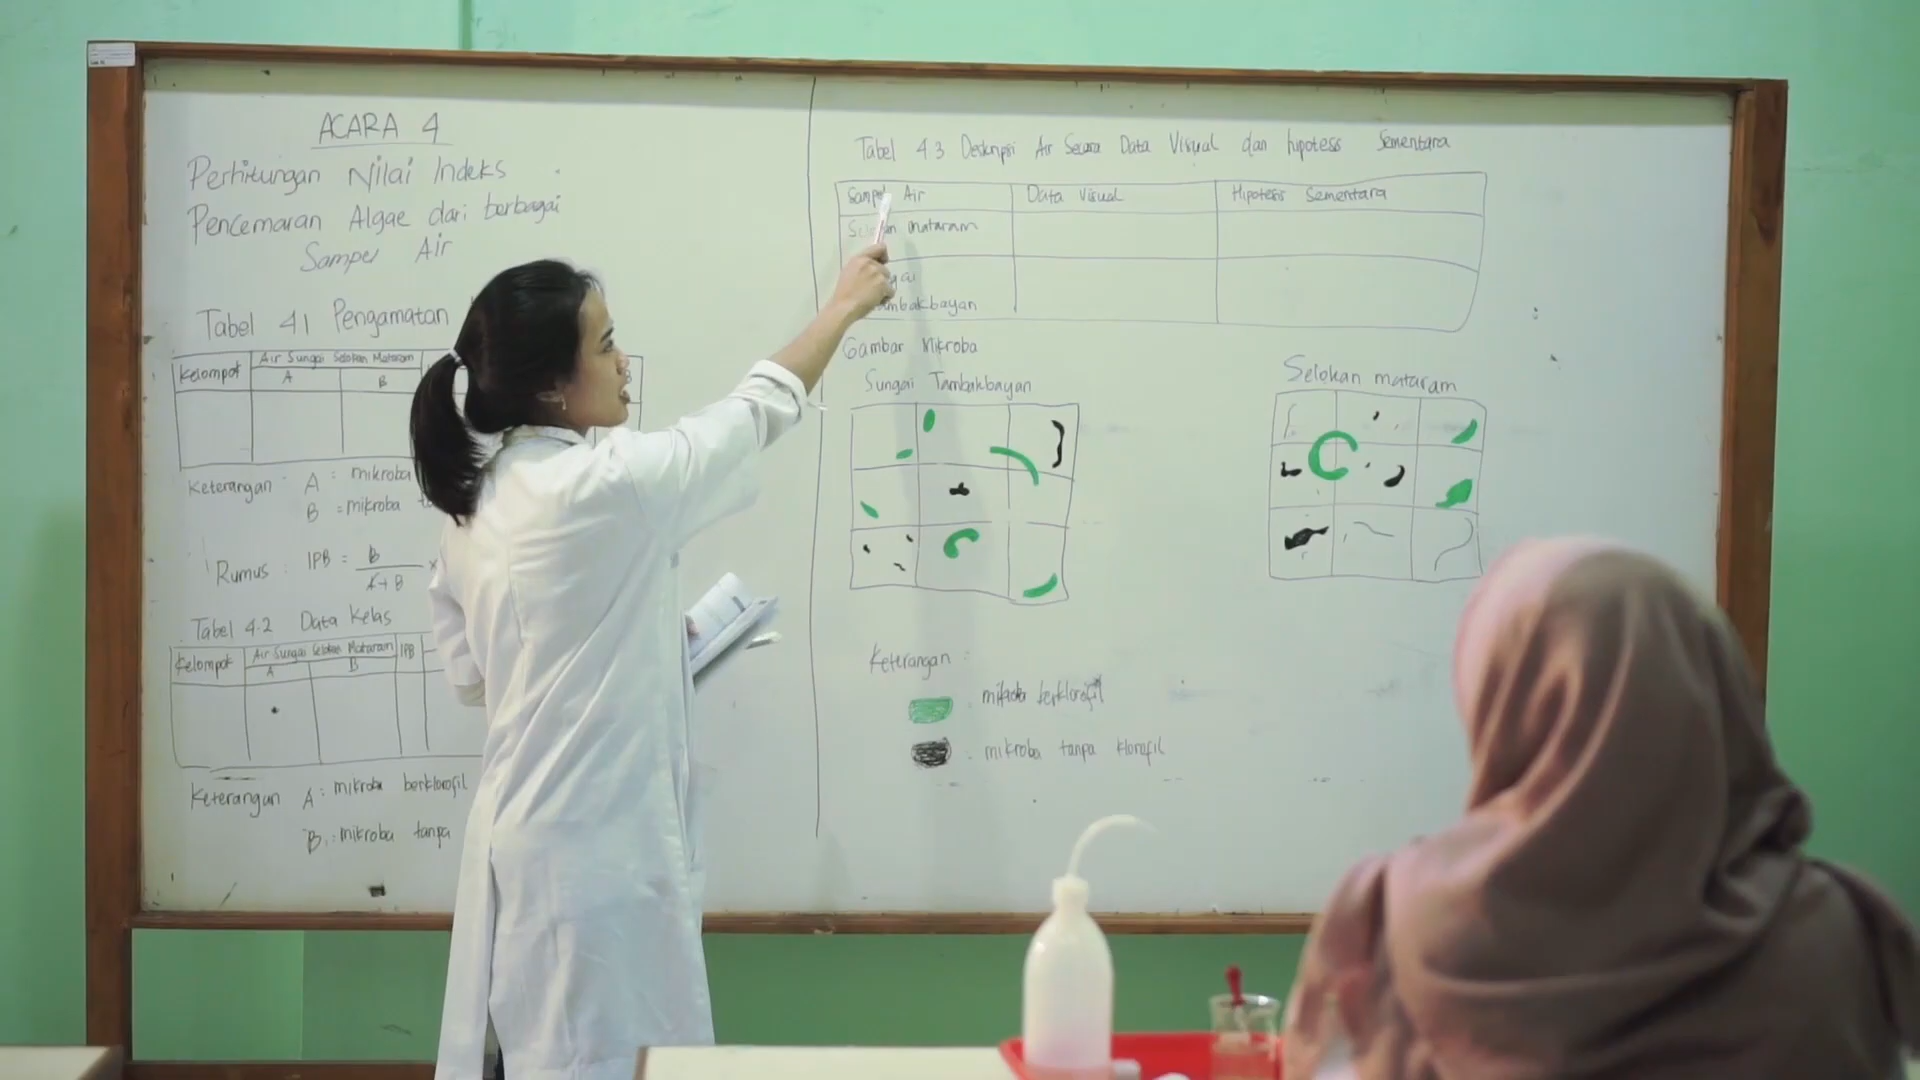 ACARA 4
Perhitungan Nilai Indeks
Pencemaran Algae dari berbagai
Sampel Air
Tabel 4.1 Pengamatan
Kelompok
Air Sungai Selokan Mataram
A
B
Keterangan : A : mikroba
B = mikroba
Rumus : IPB = B
A + B
×
Tabel 4.2 Data Kelas
Kelompok
Air Sungai Selokan Mataram
IPB
A
B
Keterangan A : mikroba berklorofil
B : mikroba tanpa
Tabel 4.3 Deskripsi Air Secara Data Visual dan hipotesis Sementara
Sampel Air
Data Visual
Hipotesis Sementara
mataram
Gambar Mikroba
Sungai Tambakbayan
Selokan mataram
Keterangan :
berklorofil
: mikroba tanpa klorofil